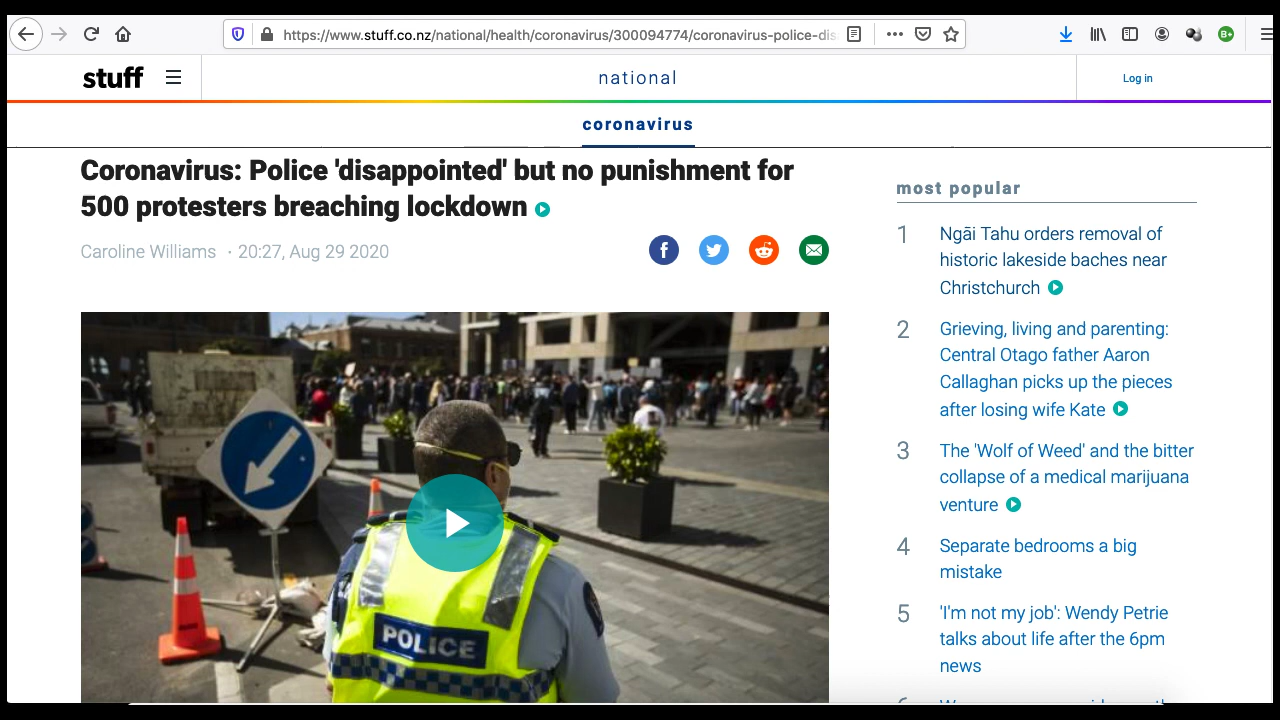 https://www.stuff.co.nz/national/health/coronavirus/300094774/coronavirus-police-dis
B+
stuff
national
Log in
coronavirus
Coronavirus: Police 'disappointed' but no punishment for
500 protesters breaching lockdown
Caroline Williams · 20:27, Aug 29 2020
POLICE
most popular
1 Ngāi Tahu orders removal of
historic lakeside baches near
Christchurch
2 Grieving, living and parenting:
Central Otago father Aaron
Callaghan picks up the pieces
after losing wife Kate
3 The 'Wolf of Weed' and the bitter
collapse of a medical marijuana
venture
4 Separate bedrooms a big
mistake
5 'I'm not my job': Wendy Petrie
talks about life after the 6pm
news